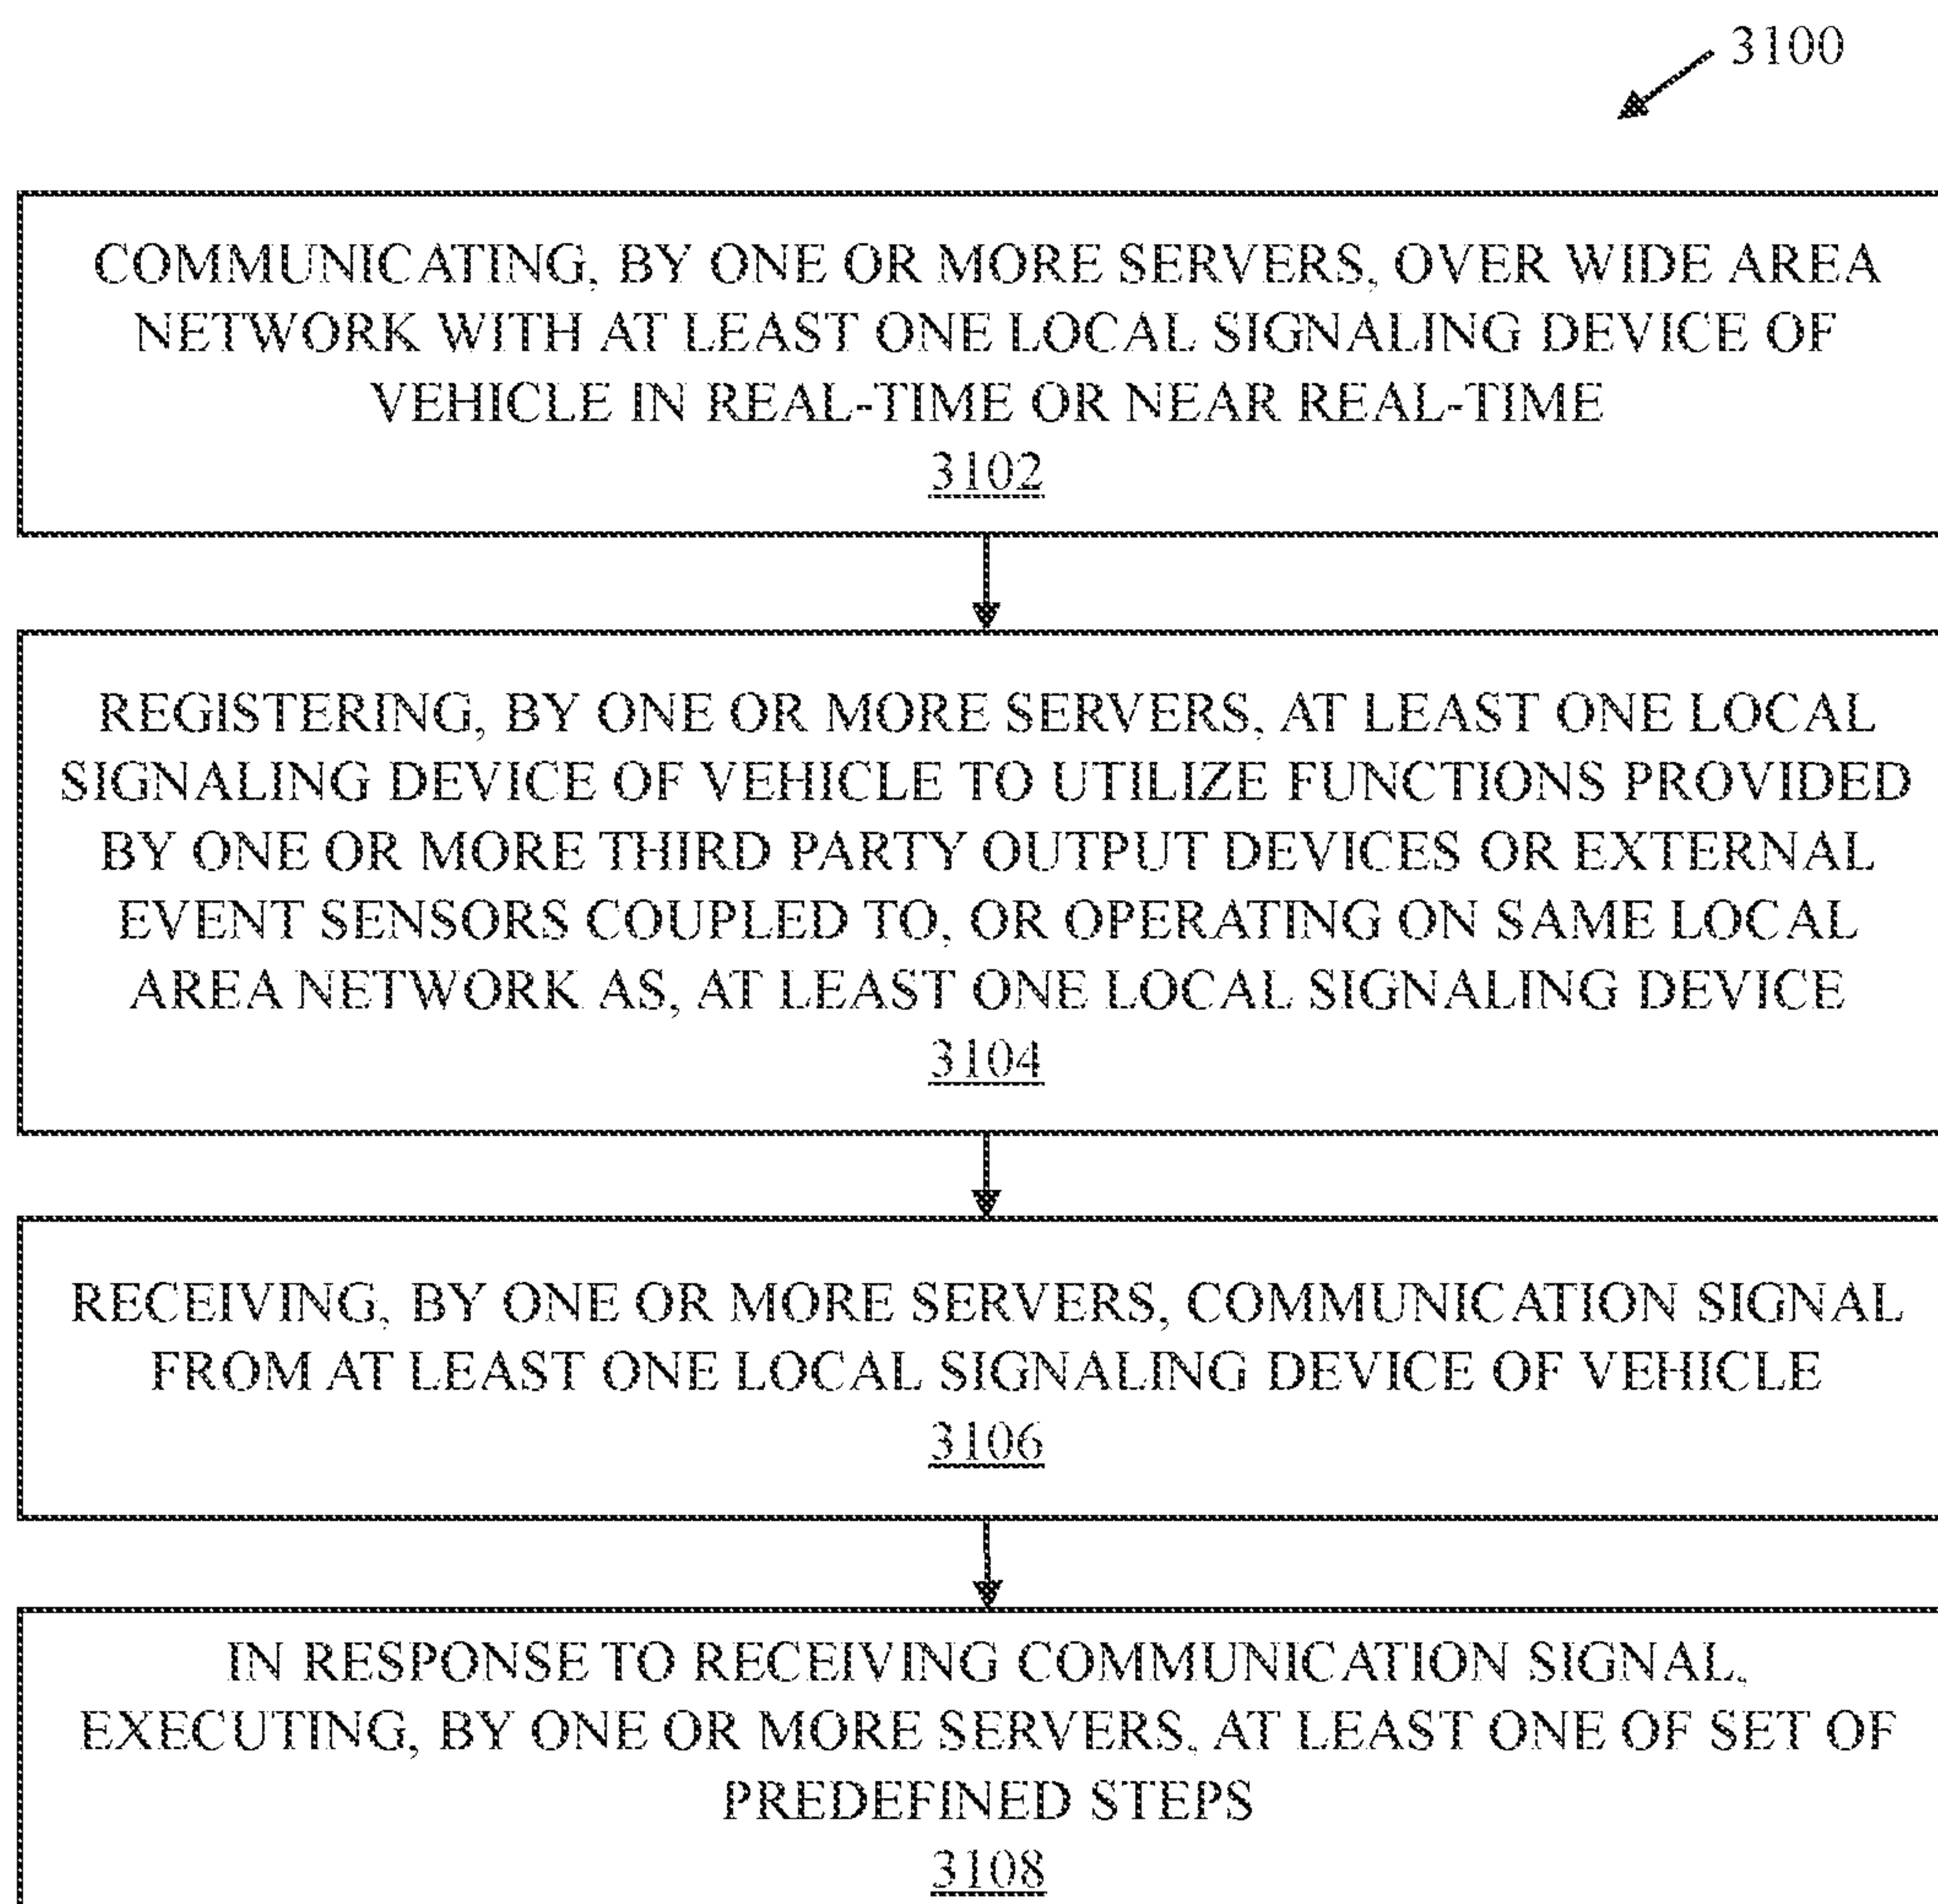 3100
COMMUNICATING, BY ONE OR MORE SERVERS, OVER WIDE AREA
NETWORK WITH AT LEAST ONE LOCAL SIGNALING DEVICE OF
VEHICLE IN REAL-TIME OR NEAR REAL-TIME
3102
REGISTERING, BY ONE OR MORE SERVERS, AT LEAST ONE LOCAL
SIGNALING DEVICE OF VEHICLE TO UTILIZE FUNCTIONS PROVIDED
BY ONE OR MORE THIRD PARTY OUTPUT DEVICES OR EXTERNAL
EVENT SENSORS COUPLED TO, OR OPERATING ON SAME LOCAL
AREA NETWORK AS, AT LEAST ONE LOCAL SIGNALING DEVICE
3104
RECEIVING, BY ONE OR MORE SERVERS, COMMUNICATION SIGNAL
FROM AT LEAST ONE LOCAL SIGNALING DEVICE OF VEHICLE
3106
IN RESPONSE TO RECEIVING COMMUNICATION SIGNAL,
EXECUTING, BY ONE OR MORE SERVERS, AT LEAST ONE OF SET OF
PREDEFINED STEPS
3108